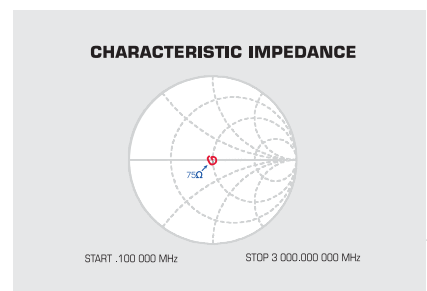 CHARACTERISTIC IMPEDANCE
75Ω
START .100 000 MHz
STOP 3 000.000 000 MHz